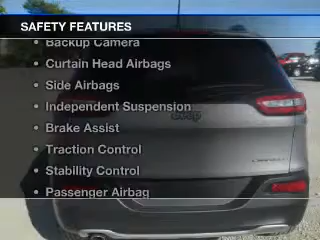 SAFETY FEATURES
• Backup Camera
• Curtain Head Airbags
• Side Airbags
• Independent Suspension
• Brake Assist
• Traction Control
• Stability Control
• Passenger Airbag
Jeep